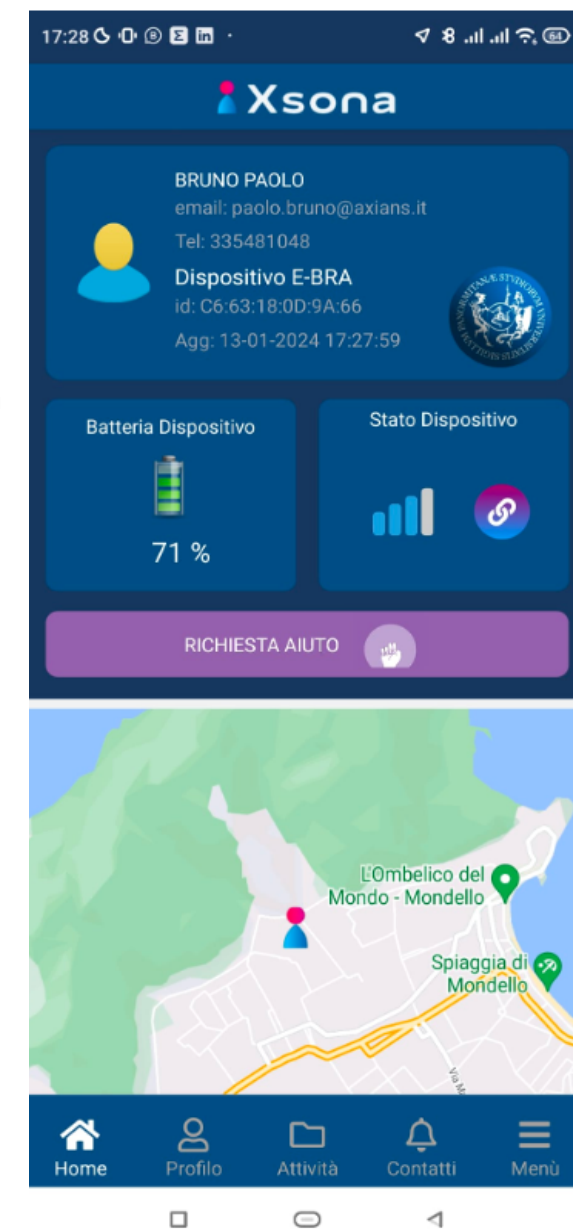 17:28
64
Xsona
BRUNO PAOLO
email: paolo.bruno@axians.it
Tel: 335481048
Dispositivo E-BRA
id: C6:63:18:0D:9A:66
Agg: 13-01-2024 17:27:59
Batteria Dispositivo
71 %
Stato Dispositivo
RICHIESTA AIUTO
L'Ombelico del
Mondo - Mondello
Spiaggia di
Mondello
Home
Profilo
Attività
Contatti
Menù